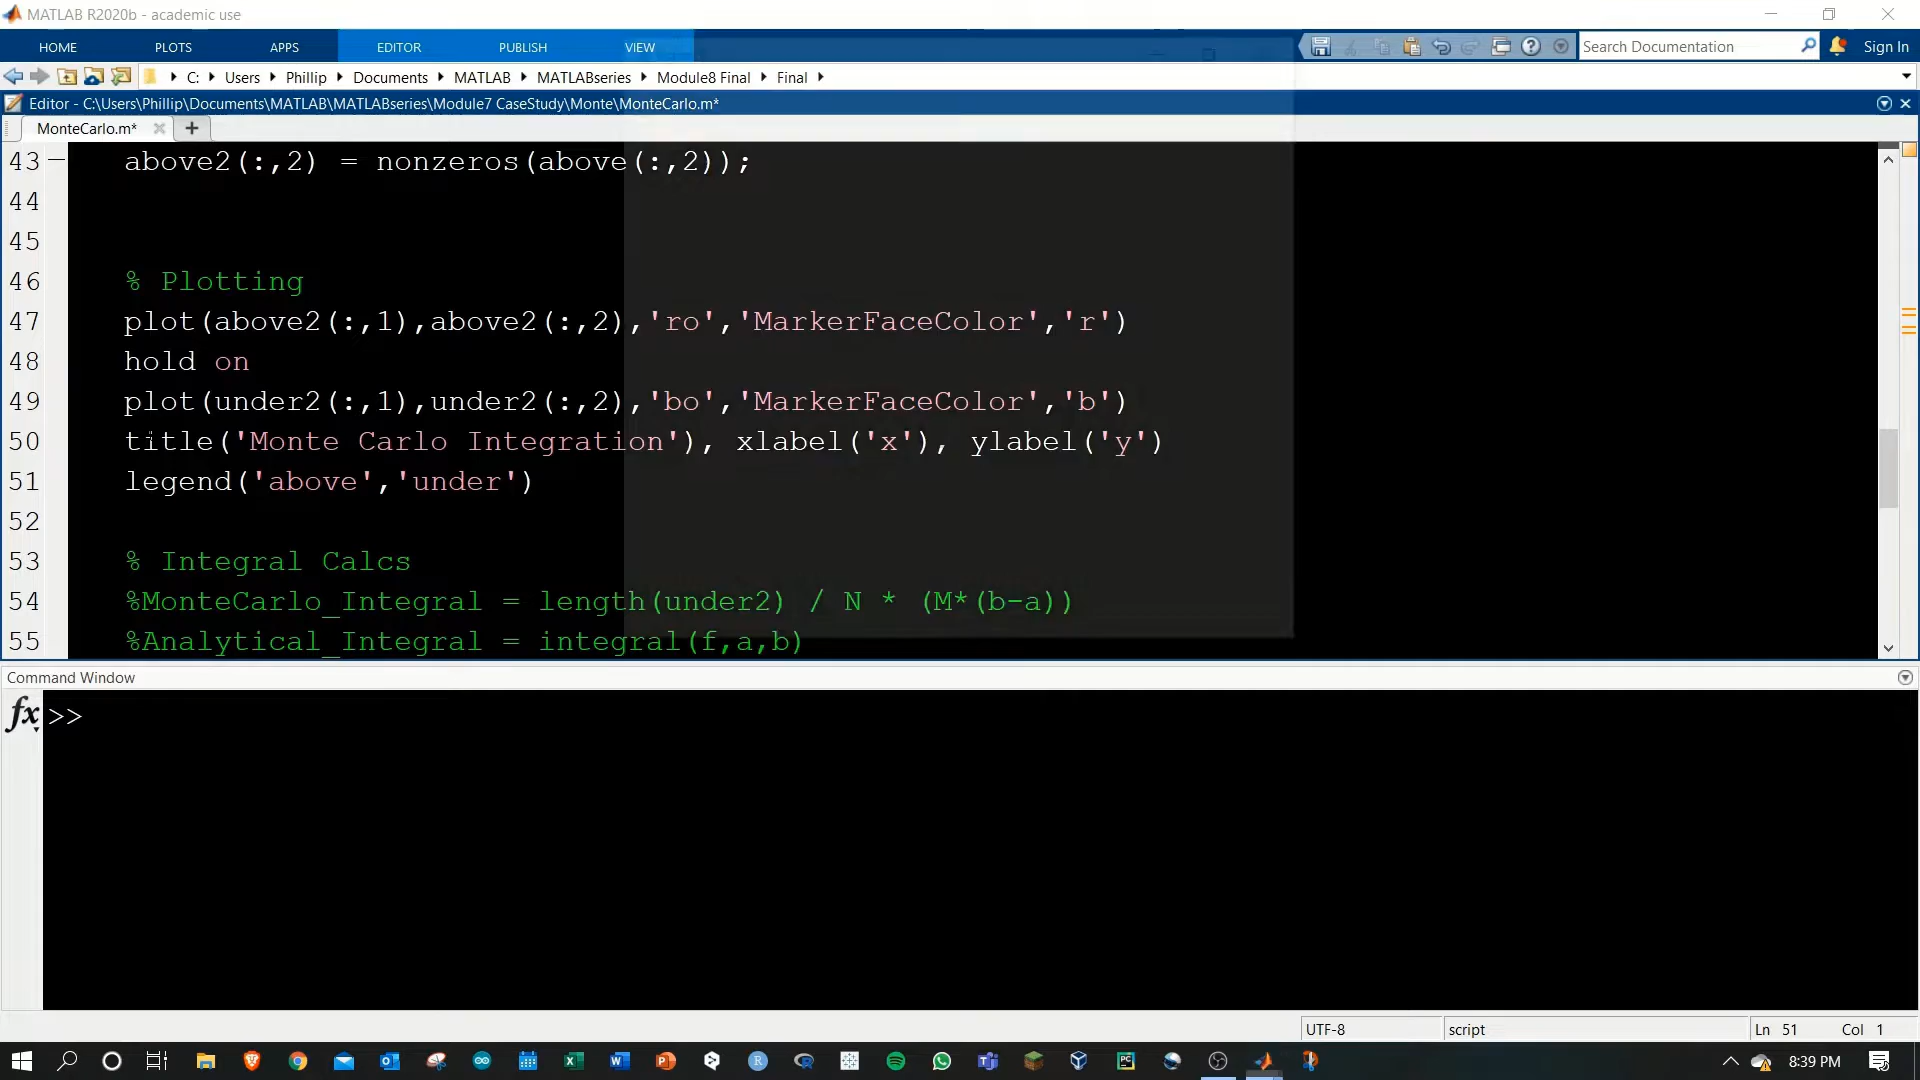 MATLAB R2020b - academic use
HOME PLOTS APPS EDITOR PUBLISH VIEW Search Documentation Sign In
C: Users Phillip Documents MATLAB MATLABseries Module8 Final Final
Editor - C:\Users\Phillip\Documents\MATLAB\MATLABseries\Module7 CaseStudy\Monte\MonteCarlo.m*
MonteCarlo.m*
43 above2(:,2) = nonzeros(above(:,2));
44
45
46 % Plotting
47 plot(above2(:,1),above2(:,2),'ro','MarkerFaceColor','r')
48 hold on
49 plot(under2(:,1),under2(:,2),'bo','MarkerFaceColor','b')
50 title('Monte Carlo Integration'), xlabel('x'), ylabel('y')
51 legend('above','under')
52
53 % Integral Calcs
54 %MonteCarlo_Integral = length(under2) / N * (M*(b-a))
55 %Analytical_Integral = integral(f,a,b)
Command Window
fx >>
UTF-8 script Ln 51 Col 1
8:39 PM